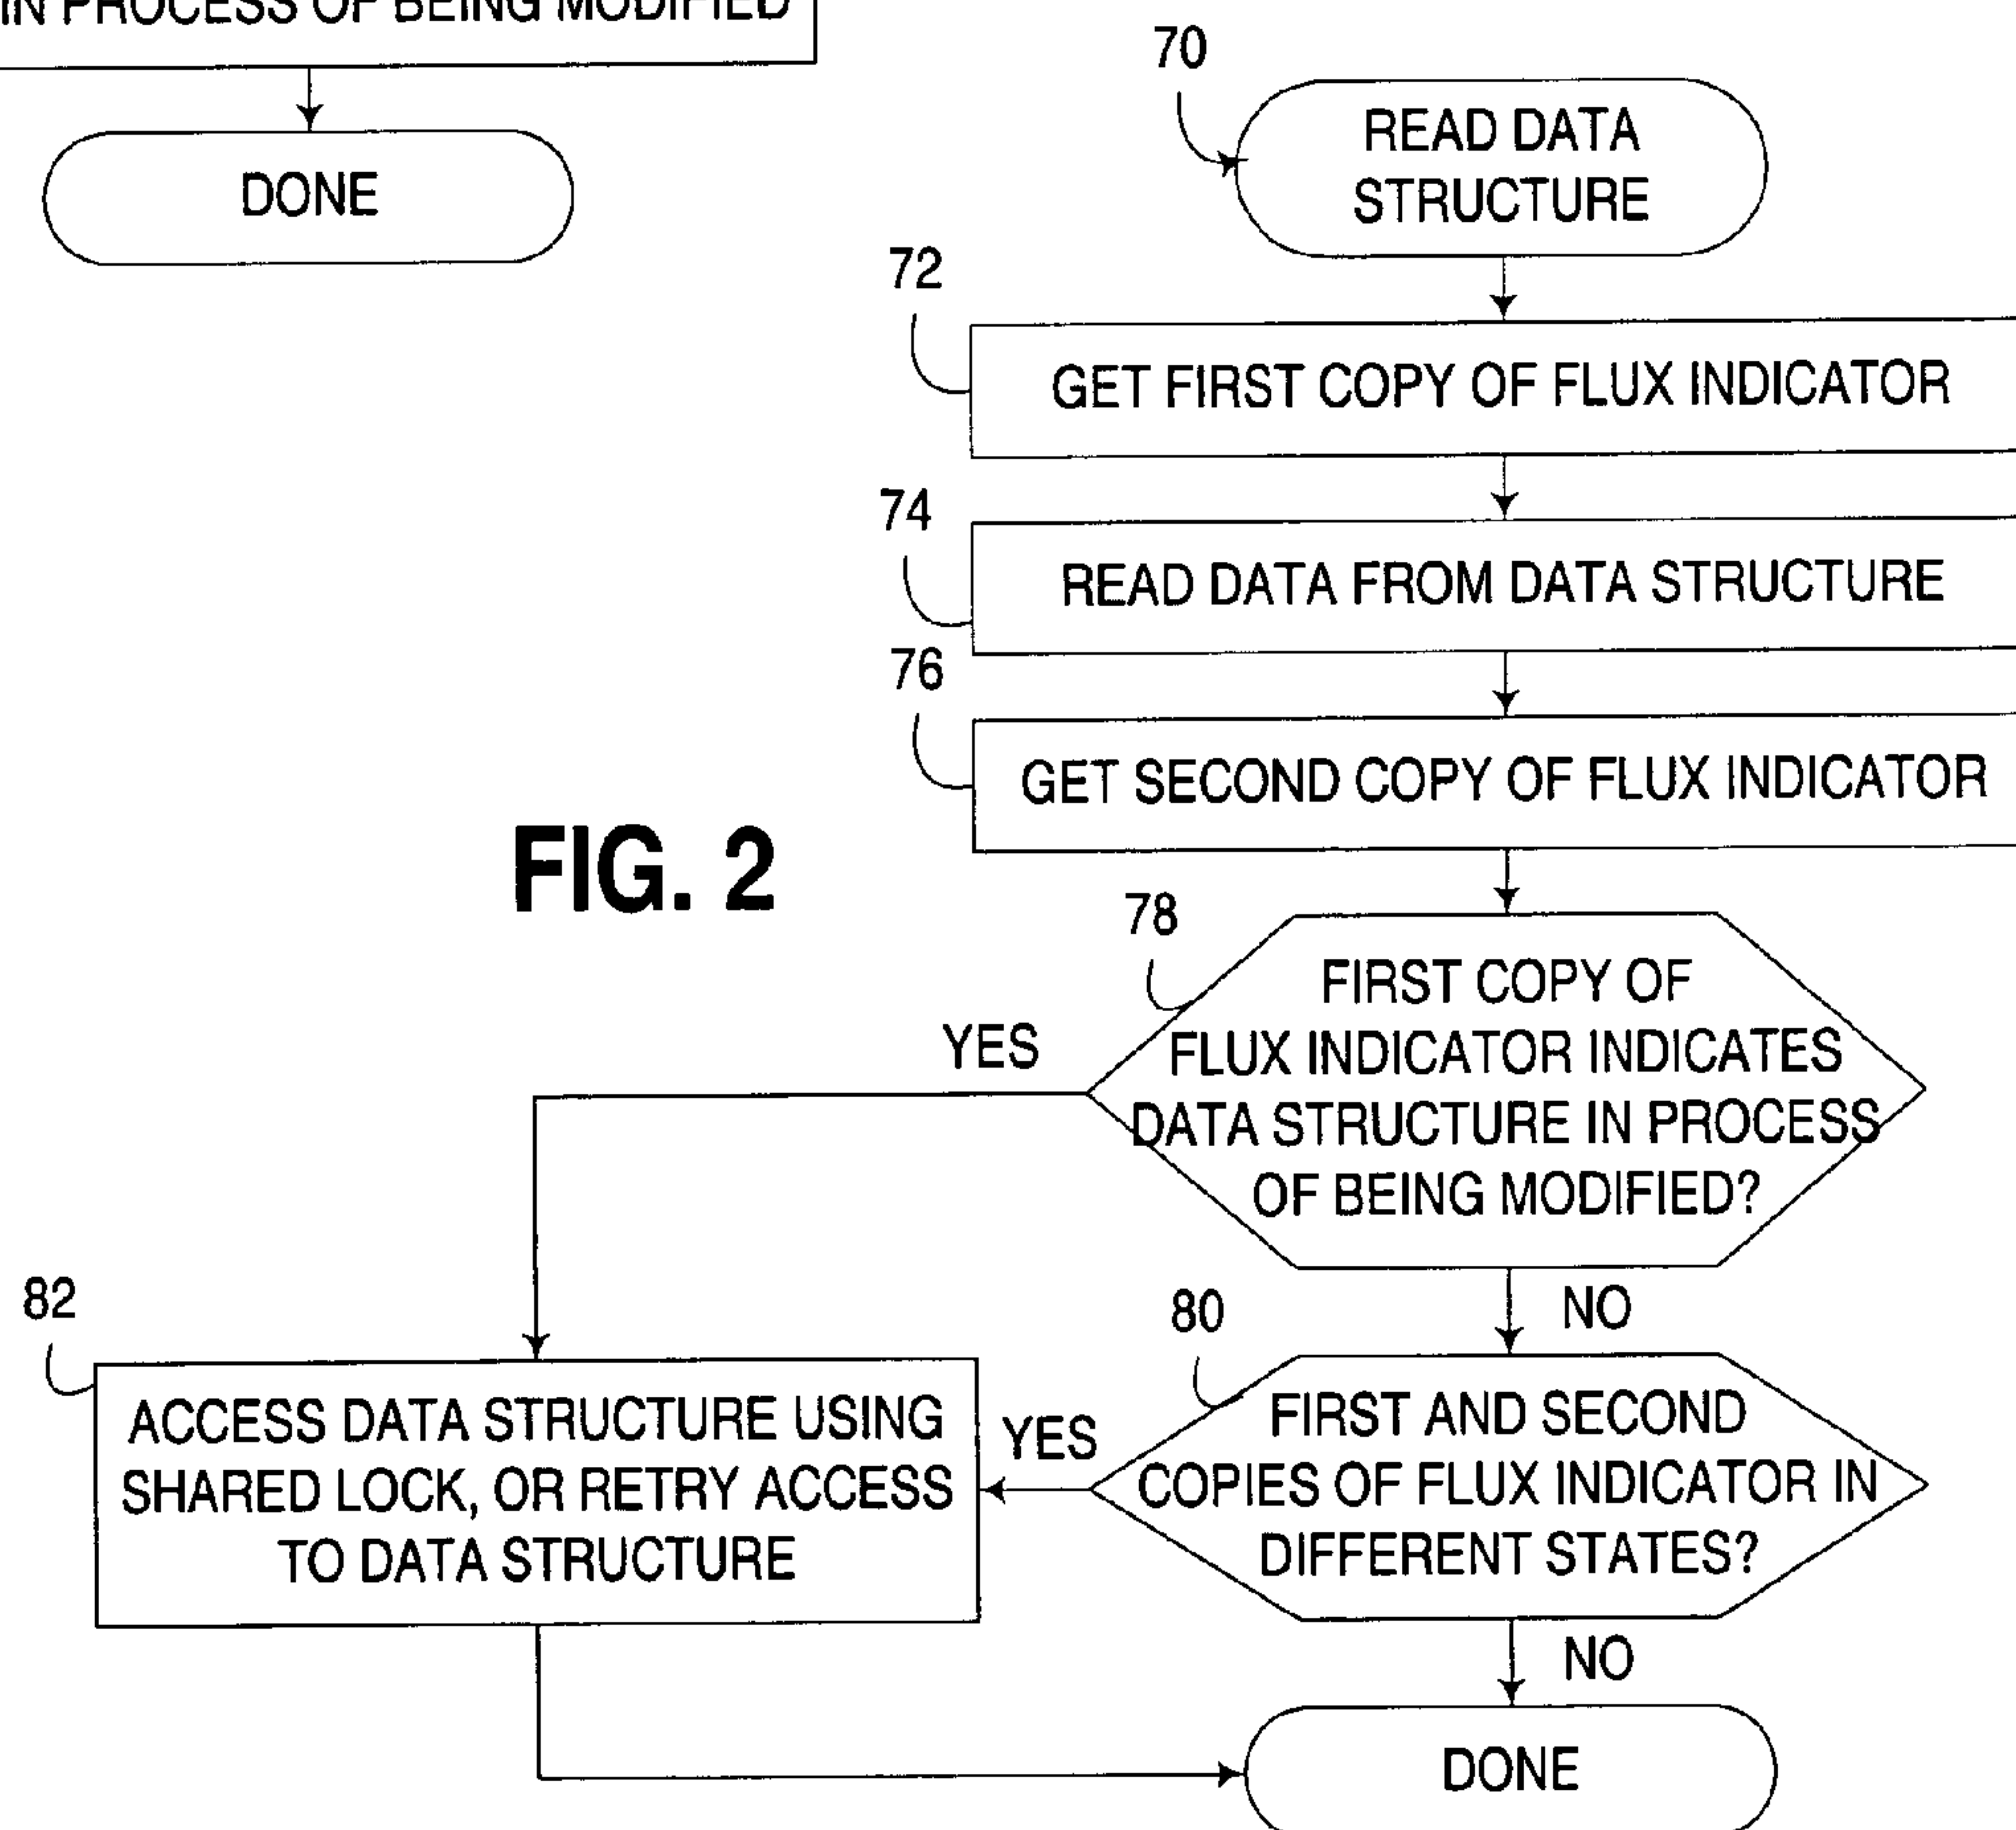 IN PROCESS OF BEING MODIFIED
DONE
70
READ DATA
STRUCTURE
72
GET FIRST COPY OF FLUX INDICATOR
74
READ DATA FROM DATA STRUCTURE
76
GET SECOND COPY OF FLUX INDICATOR
FIG. 2
78
FIRST COPY OF
FLUX INDICATOR INDICATES
DATA STRUCTURE IN PROCESS
OF BEING MODIFIED?
YES
NO
82
ACCESS DATA STRUCTURE USING
SHARED LOCK, OR RETRY ACCESS
TO DATA STRUCTURE
80
YES
FIRST AND SECOND
COPIES OF FLUX INDICATOR IN
DIFFERENT STATES?
NO
DONE